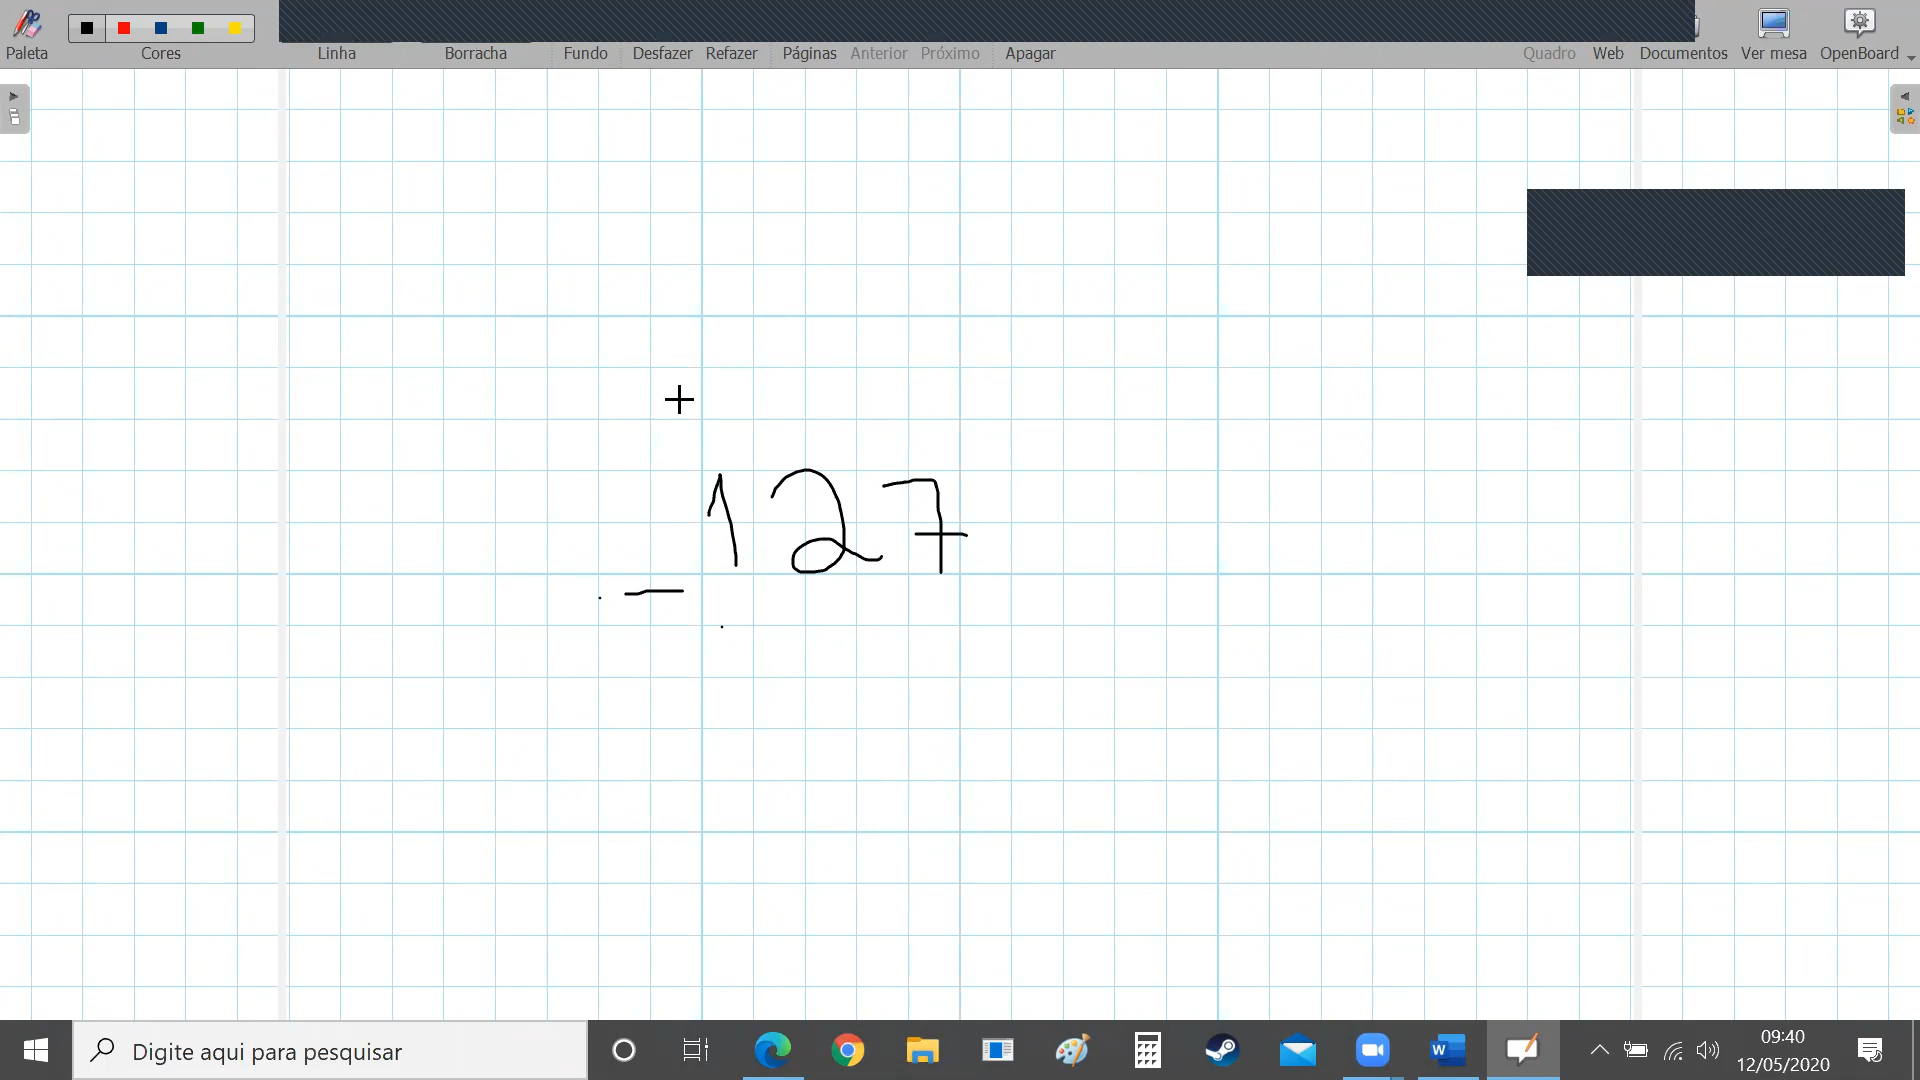 Paleta Cores Linha Borracha Fundo Desfazer Refazer Páginas Anterior Próximo Apagar Quadro Web Documentos Ver mesa OpenBoard
127
—
Digite aqui para pesquisar
09:40
12/05/2020